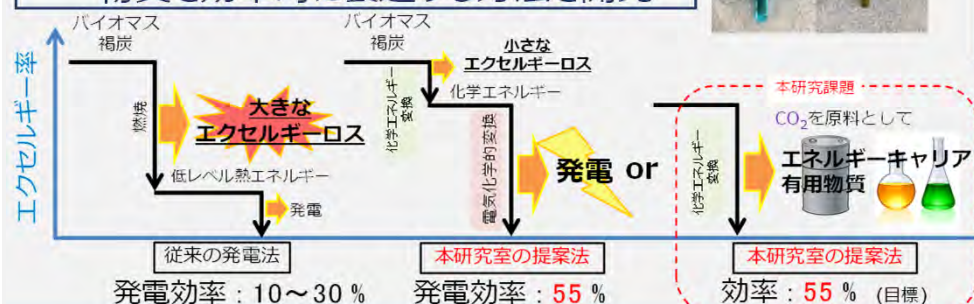 バイオマス
褐炭
エクセルギー率
燃焼
大きな
エクセルギーロス
低レベル熱エネルギー
発電
従来の発電法
発電効率：10～30 %
バイオマス
褐炭
化学エネルギー
変換
小さな
エクセルギーロス
化学エネルギー
電気化学的変換
発電 or
本研究室の提案法
発電効率：55 %
本研究課題
化学エネルギー
変換
CO2を原料として
エネルギーキャリア
有用物質
本研究室の提案法
効率：55 % (目標)